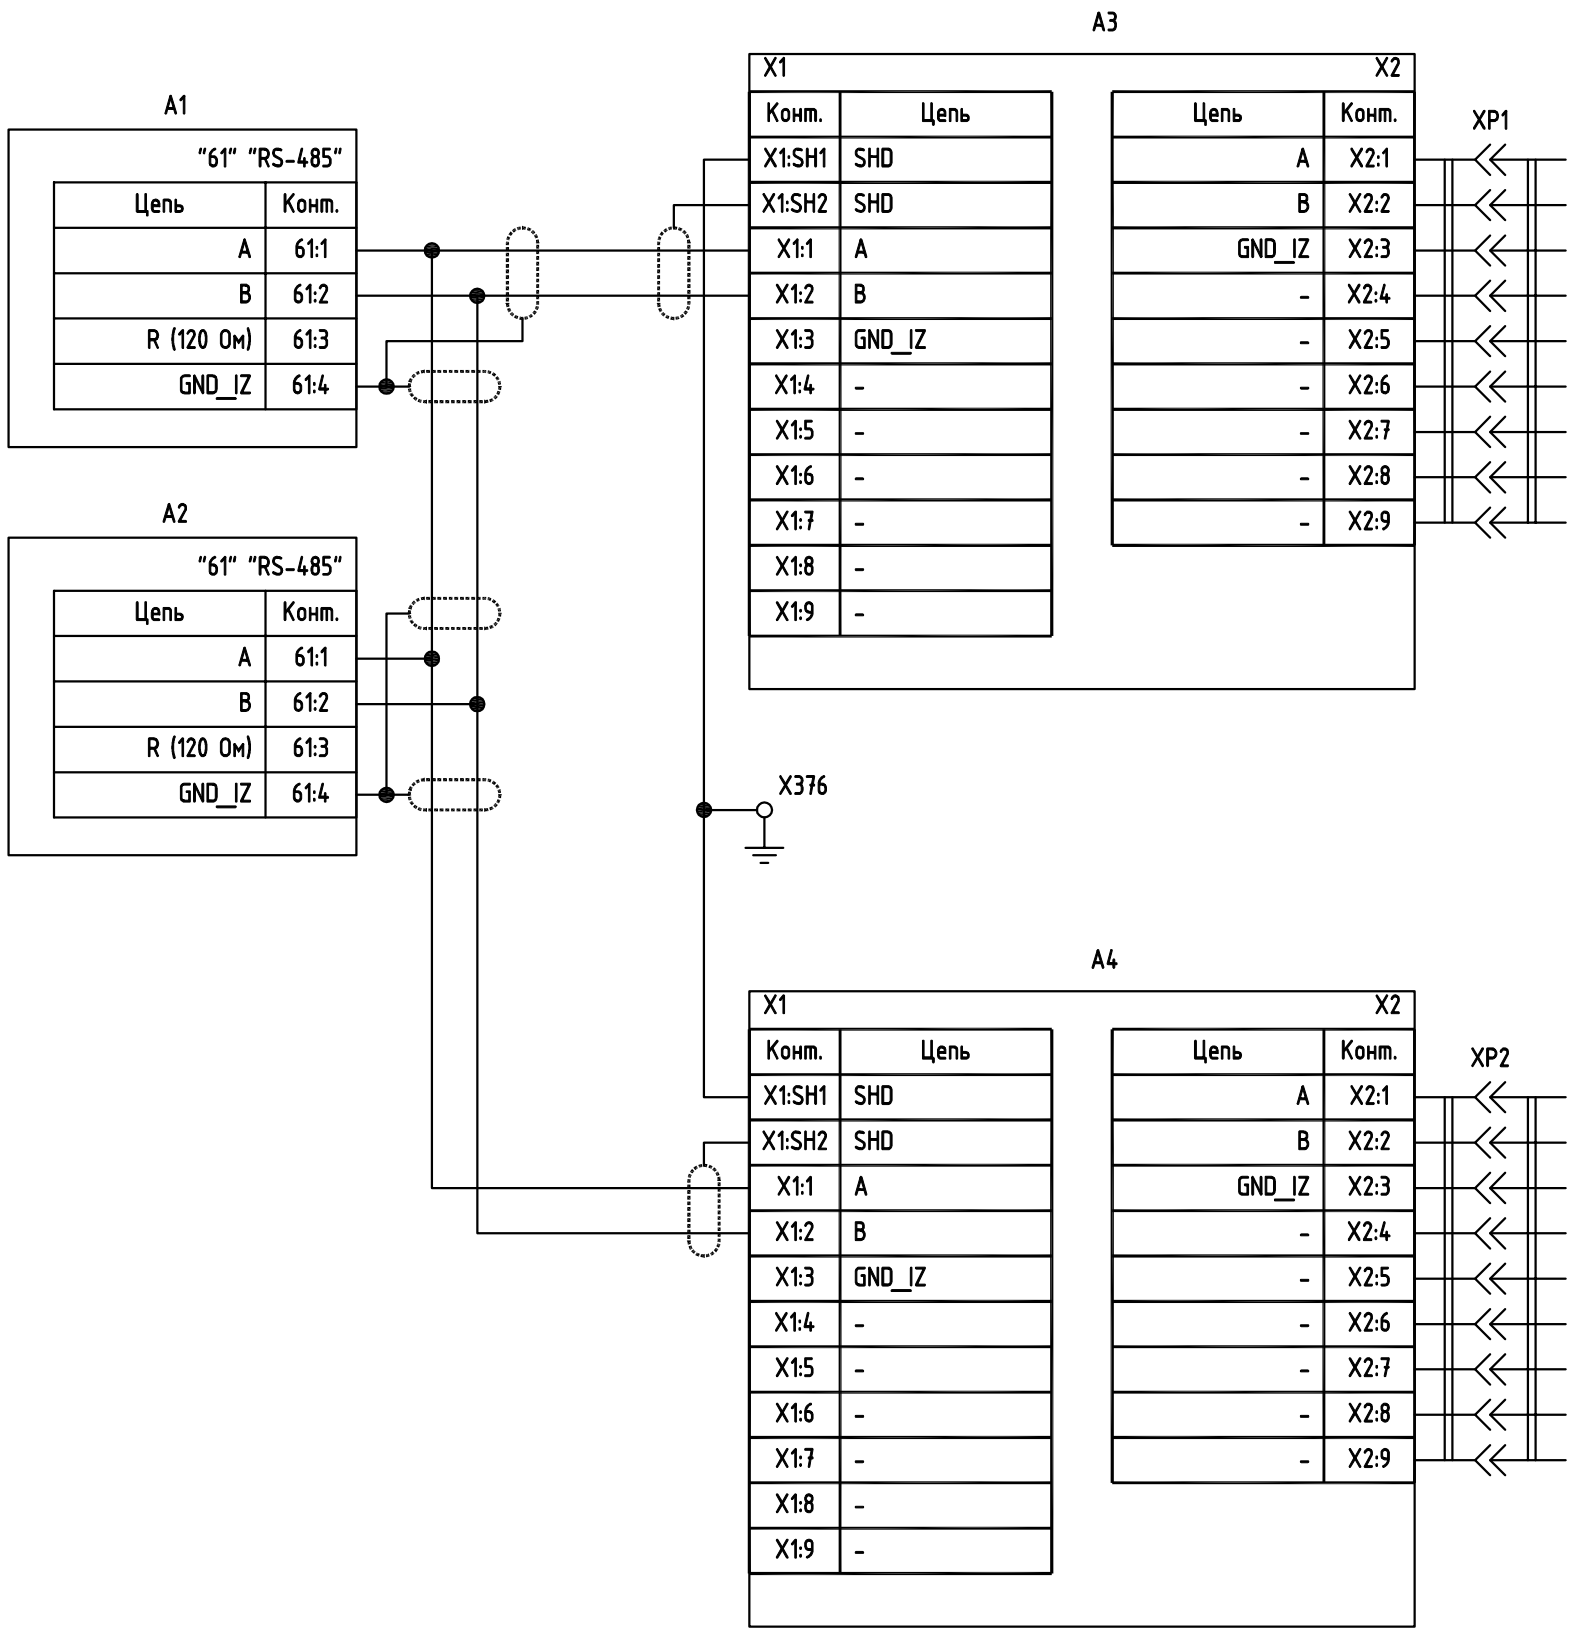 A1
"61" "RS-485"
Цепь Конт.
A 61:1
B 61:2
R (120 Ом) 61:3
GND_IZ 61:4
A2
"61" "RS-485"
Цепь Конт.
A 61:1
B 61:2
R (120 Ом) 61:3
GND_IZ 61:4
A3
X1 X2
Конт. Цепь Цепь Конт.
X1:SH1 SHD A X2:1
X1:SH2 SHD B X2:2
X1:1 A GND_IZ X2:3
X1:2 B - X2:4
X1:3 GND_IZ - X2:5
X1:4 - - X2:6
X1:5 - - X2:7
X1:6 - - X2:8
X1:7 - - X2:9
X1:8 -
X1:9 -
XP1
X376
A4
X1 X2
Конт. Цепь Цепь Конт.
X1:SH1 SHD A X2:1
X1:SH2 SHD B X2:2
X1:1 A GND_IZ X2:3
X1:2 B - X2:4
X1:3 GND_IZ - X2:5
X1:4 - - X2:6
X1:5 - - X2:7
X1:6 - - X2:8
X1:7 - - X2:9
X1:8 -
X1:9 -
XP2